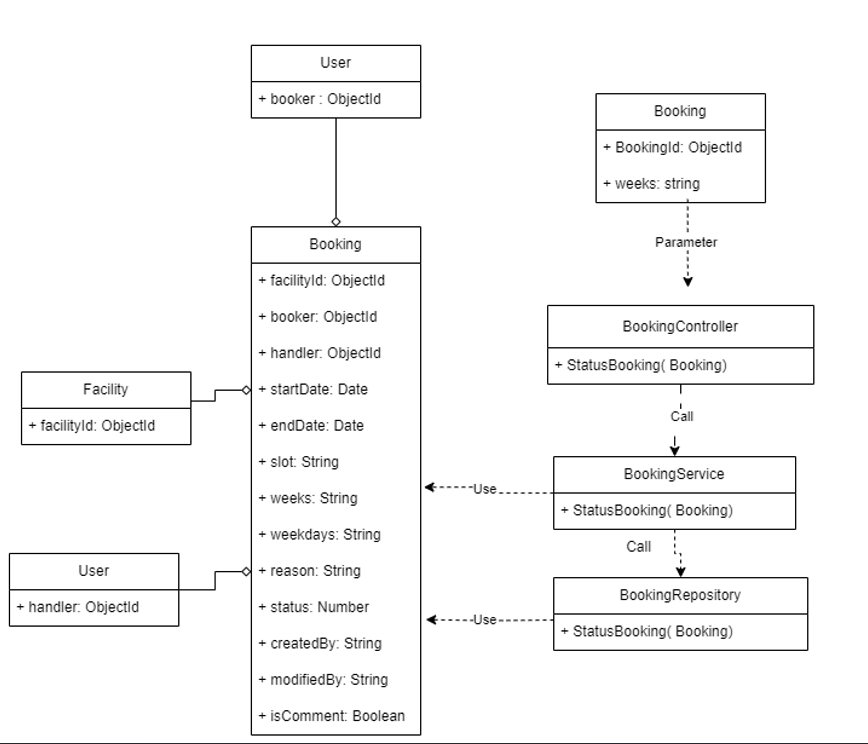 User
+ booker : ObjectId
Booking
+ BookingId: ObjectId
+ weeks: string
Parameter
Booking
+ facilityId: ObjectId
+ booker: ObjectId
+ handler: ObjectId
+ startDate: Date
+ endDate: Date
+ slot: String
+ weeks: String
+ weekdays: String
+ reason: String
+ status: Number
+ createdBy: String
+ modifiedBy: String
+ isComment: Boolean
Facility
+ facilityId: ObjectId
User
+ handler: ObjectId
BookingController
+ StatusBooking( Booking)
Call
BookingService
+ StatusBooking( Booking)
Use
Call
BookingRepository
+ StatusBooking( Booking)
Use